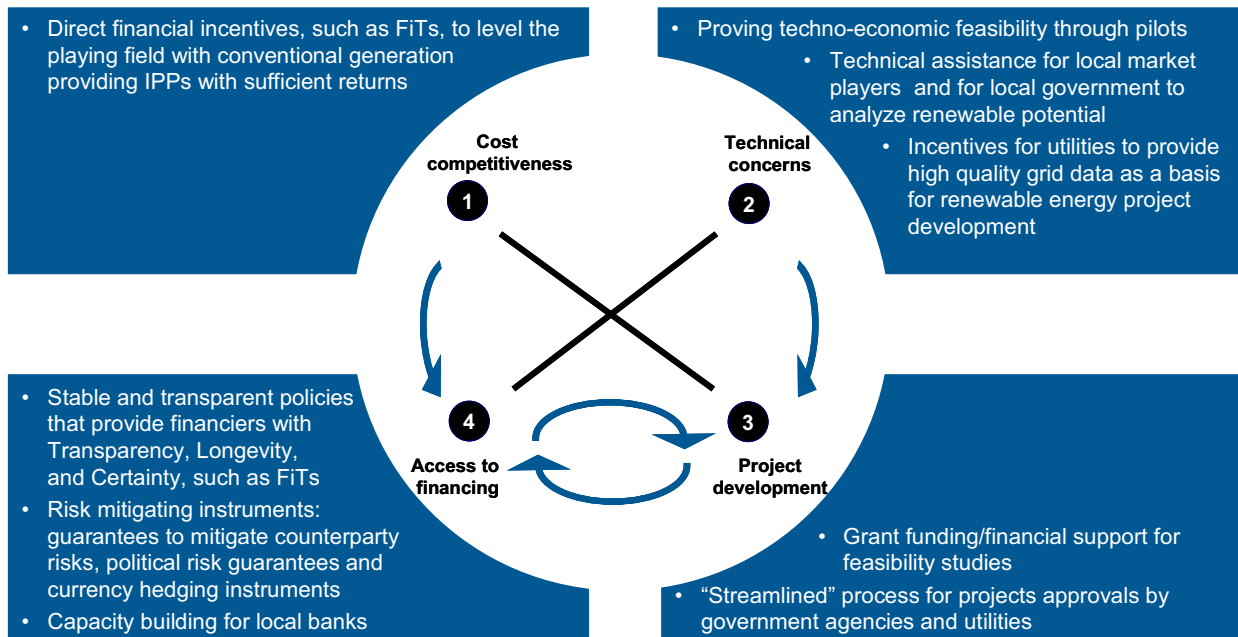 • Direct financial incentives, such as FiTs, to level the
playing field with conventional generation
providing IPPs with sufficient returns
• Proving techno-economic feasibility through pilots
• Technical assistance for local market
players and for local government to
analyze renewable potential
• Incentives for utilities to provide
high quality grid data as a basis
for renewable energy project
development
Cost
competitiveness
1
Technical
concerns
2
4
Access to
financing
3
Project
development
• Stable and transparent policies
that provide financiers with
Transparency, Longevity,
and Certainty, such as FiTs
• Risk mitigating instruments:
guarantees to mitigate counterparty
risks, political risk guarantees and
currency hedging instruments
• Capacity building for local banks
• Grant funding/financial support for
feasibility studies
• “Streamlined” process for projects approvals by
government agencies and utilities